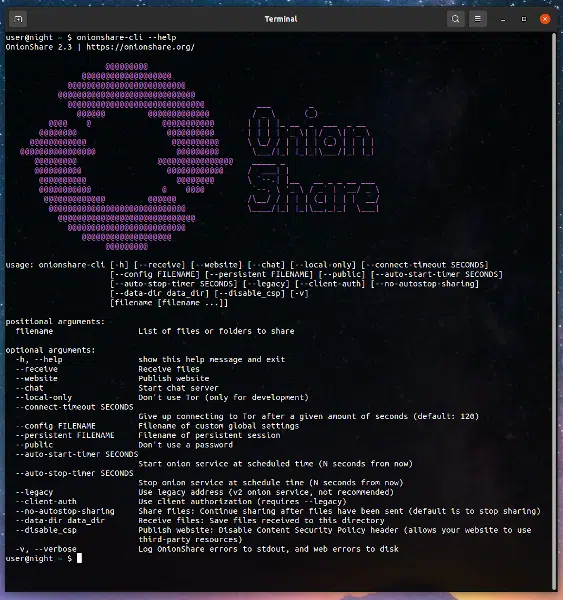 Terminal
user@night ~ $ onionshare-cli --help
OnionShare 2.3 | https://onionshare.org/
Onion
Share
usage: onionshare-cli [-h] [--receive] [--website] [--chat] [--local-only] [--connect-timeout SECONDS]
[--config FILENAME] [--persistent FILENAME] [--public] [--auto-start-timer SECONDS]
[--auto-stop-timer SECONDS] [--legacy] [--client-auth] [--no-autostop-sharing]
[--data-dir data_dir] [--disable_csp] [-v]
[filename [filename ...]]
positional arguments:
filename List of files or folders to share
optional arguments:
-h, --help show this help message and exit
--receive Receive files
--website Publish website
--chat Start chat server
--local-only Don't use Tor (only for development)
--connect-timeout SECONDS
Give up connecting to Tor after a given amount of seconds (default: 120)
--config FILENAME Filename of custom global settings
--persistent FILENAME Filename of persistent session
--public Don't use a password
--auto-start-timer SECONDS
Start onion service at scheduled time (N seconds from now)
--auto-stop-timer SECONDS
Stop onion service at schedule time (N seconds from now)
--legacy Use legacy address (v2 onion service, not recommended)
--client-auth Use client authorization (requires --legacy)
--no-autostop-sharing Share files: Continue sharing after files have been sent (default is to stop sharing)
--data-dir data_dir Receive files: Save files received to this directory
--disable_csp Publish website: Disable Content Security Policy header (allows your website to use
third-party resources)
-v, --verbose Log OnionShare errors to stdout, and web errors to disk
user@night ~ $